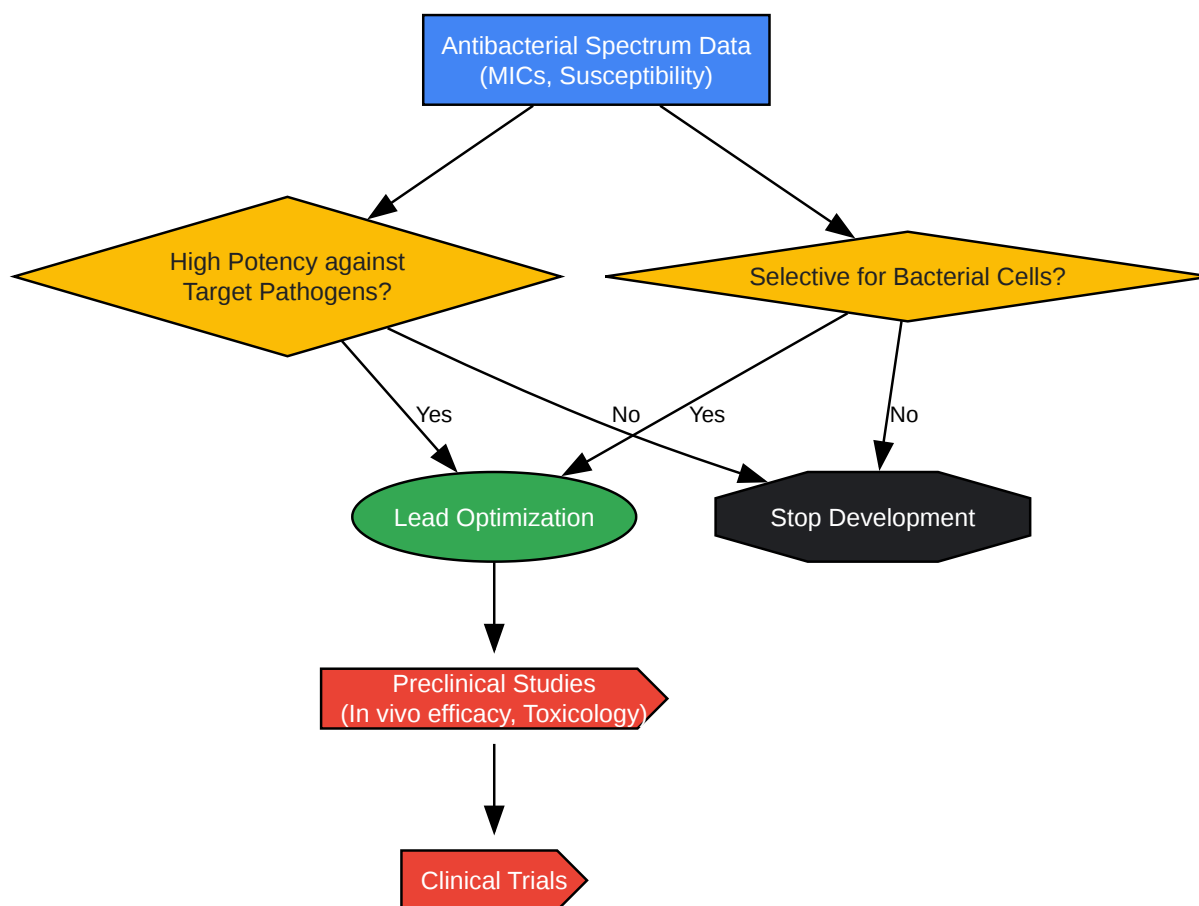 Antibacterial Spectrum Data
(MICs, Susceptibility)
High Potency against
Target Pathogens?
Selective for Bacterial Cells?
Yes
No
Yes
No
Lead Optimization
Stop Development
Preclinical Studies
(In vivo efficacy, Toxicology)
Clinical Trials